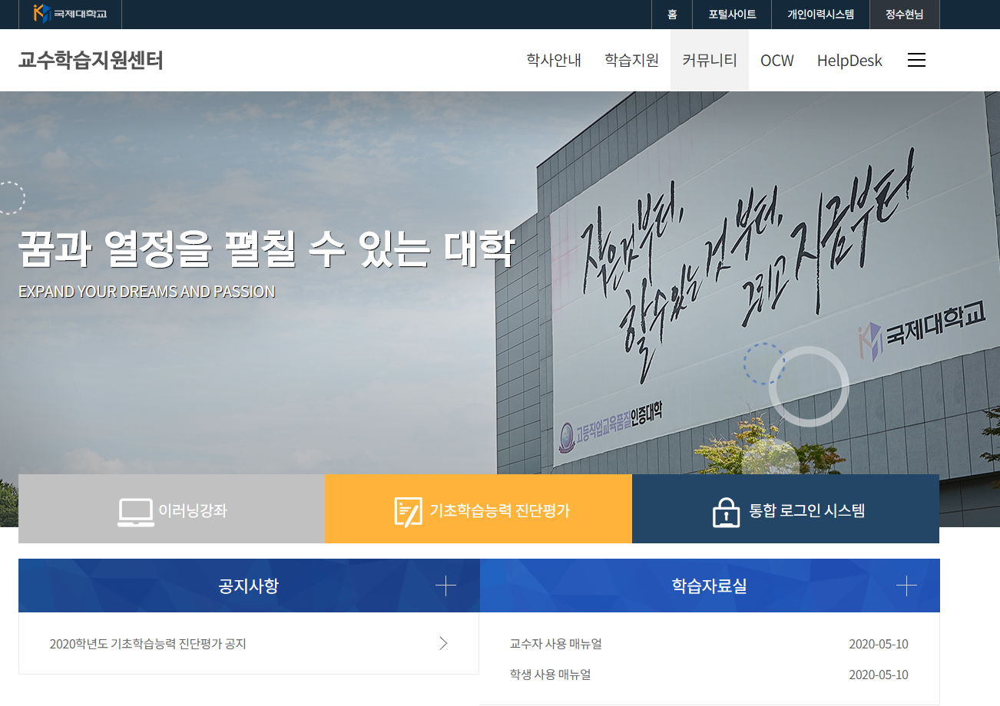 국제대학교
홈
포털사이트
개인이력시스템
정수현님
교수학습지원센터
학사안내
학습지원
커뮤니티
OCW
HelpDesk
꿈과 열정을 펼칠 수 있는 대학
EXPAND YOUR DREAMS AND PASSION
작은것 부터,
할 수 있는 것 부터,
그리고 지금부터
국제대학교
고등직업교육품질인증대학
이러닝강좌
기초학습능력 진단평가
통합 로그인 시스템
공지사항
학습자료실
2020학년도 기초학습능력 진단평가 공지
교수자 사용 매뉴얼
2020-05-10
학생 사용 매뉴얼
2020-05-10